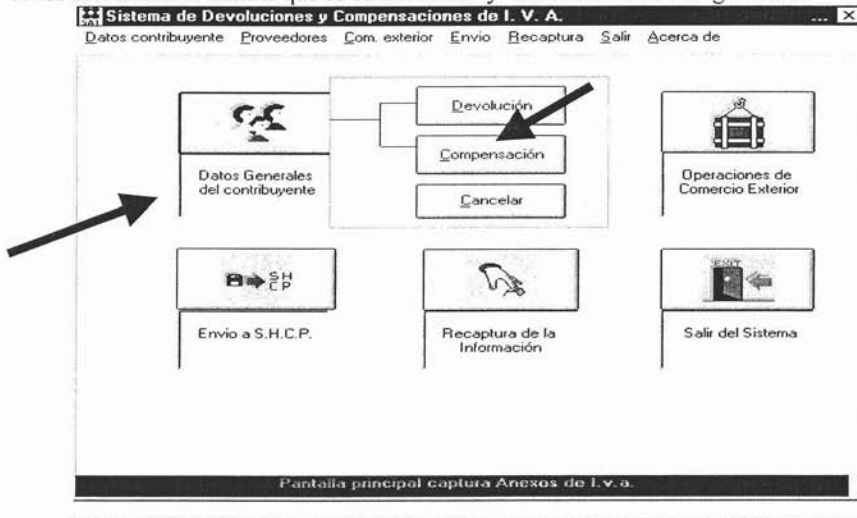 Sistema de Devoluciones y Compensaciones de I. V. A.
Datos contribuyente Proveedores Com. exterior Envio Recaptura Salir Acerca de
Devolución
Compensación
Cancelar
Datos Generales
del contribuyente
Operaciones de
Comercio Exterior
S H
C P
EXIT
Envio a S.H.C.P.
Recaptura de la
Información
Salir del Sistema
Pantalla principal captura Anexos de I.v.a.